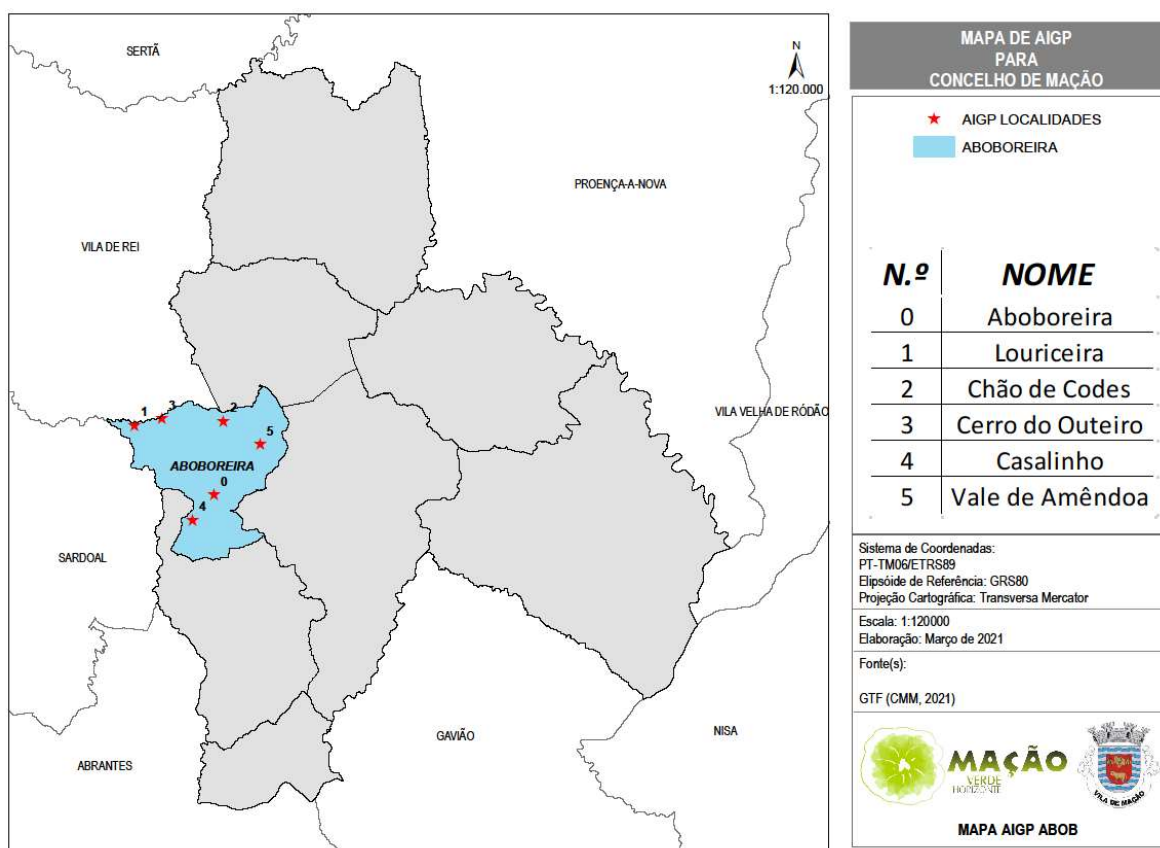 SERTÃ
N
1:120.000
PROENÇA-A-NOVA
VILA DE REI
VILA VELHA DE RÓDÃO
1
3
2
5
ABOBOREIRA
0
4
SARDOAL
ABRANTES
GAVIÃO
NISA
MAPA DE AIGP
PARA
CONCELHO DE MAÇÃO
AIGP LOCALIDADES
ABOBOREIRA
N.º NOME
0 Aboboreira
1 Louriceira
2 Chão de Codes
3 Cerro do Outeiro
4 Casalinho
5 Vale de Amêndoa
Sistema de Coordenadas:
PT-TM06/ETRS89
Elipsóide de Referência: GRS80
Projeção Cartográfica: Transversa Mercator
Escala: 1:120000
Elaboração: Março de 2021
Fonte(s):
GTF (CMM, 2021)
MAÇÃO
VERDE
HORIZONTE
VILA DE MAÇÃO
MAPA AIGP ABOB